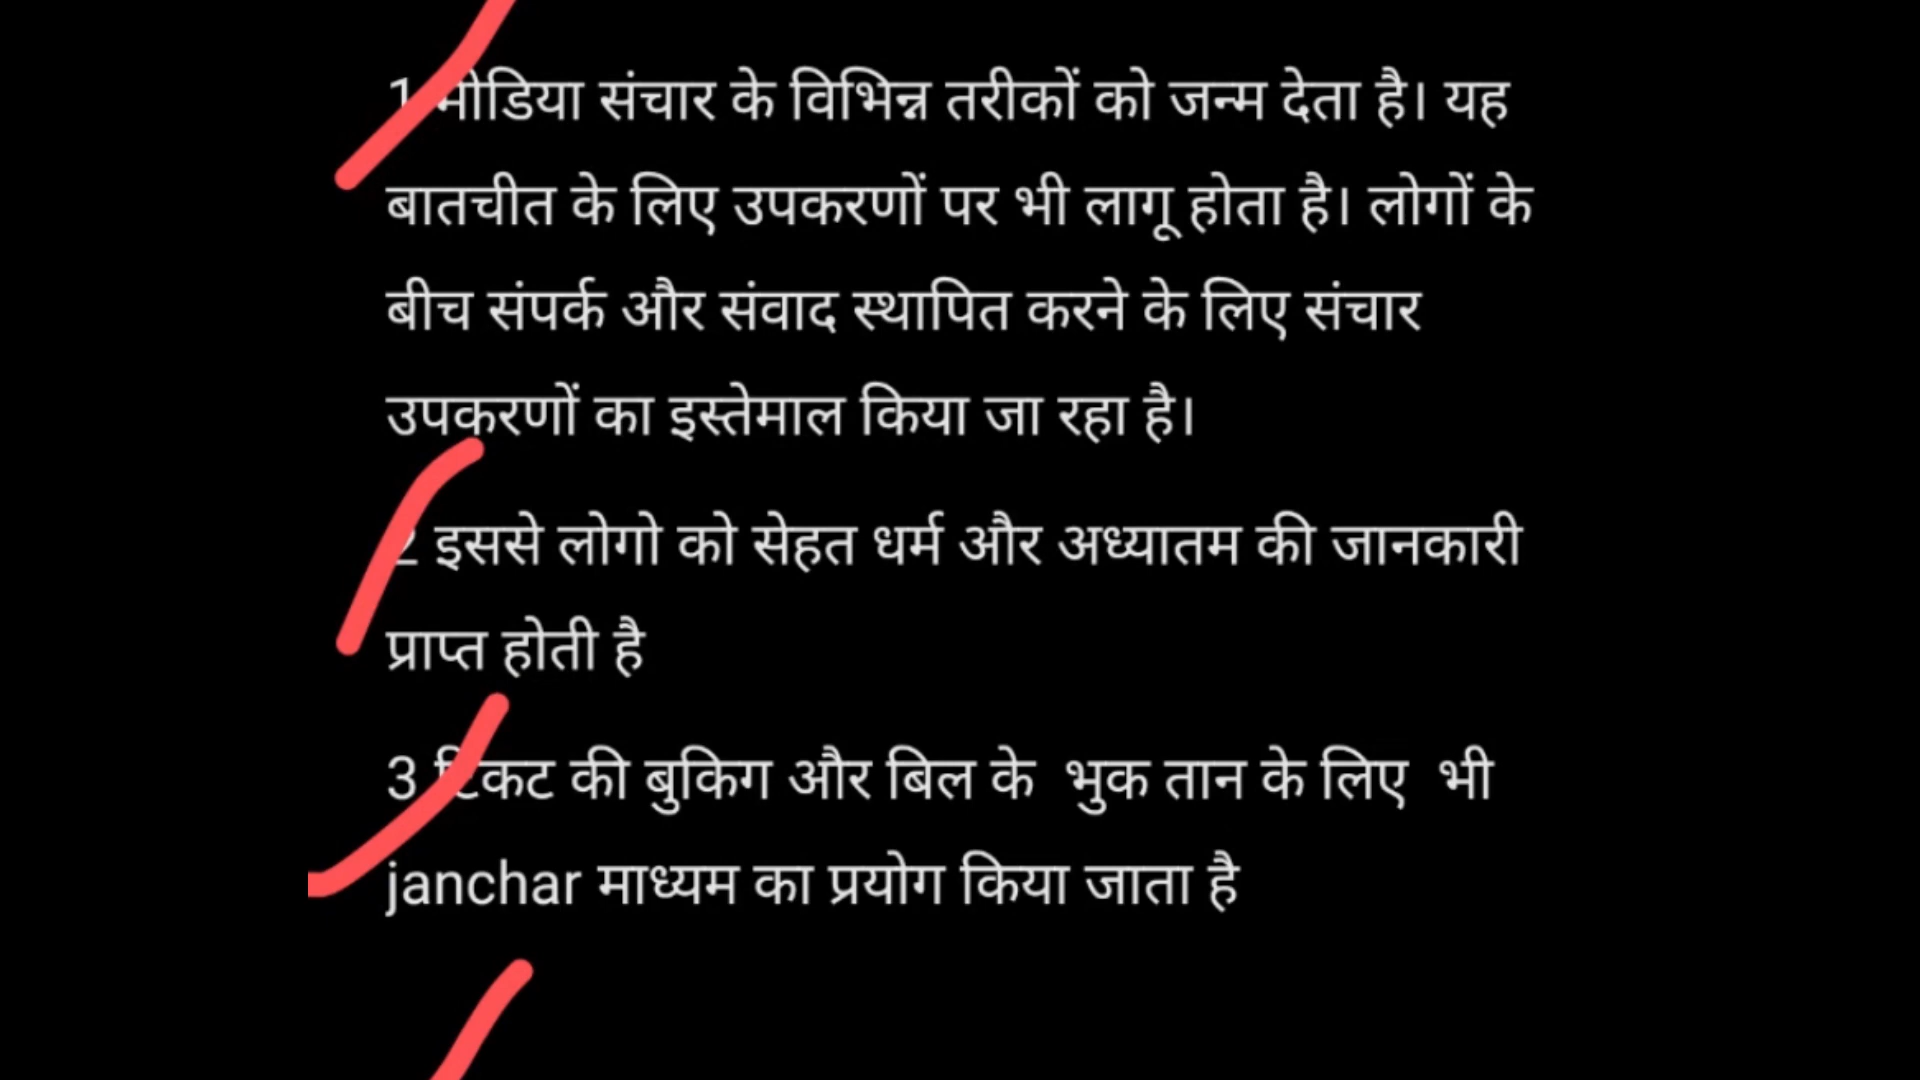 1 मीडिया संचार के विभिन्न तरीकों को जन्म देता है। यह
बातचीत के लिए उपकरणों पर भी लागू होता है। लोगों के
बीच संपर्क और संवाद स्थापित करने के लिए संचार
उपकरणों का इस्तेमाल किया जा रहा है।
2 इससे लोगो को सेहत धर्म और अध्यातम की जानकारी
प्राप्त होती है
3 टिकट की बुकिग और बिल के भुक तान के लिए भी
janchar माध्यम का प्रयोग किया जाता है